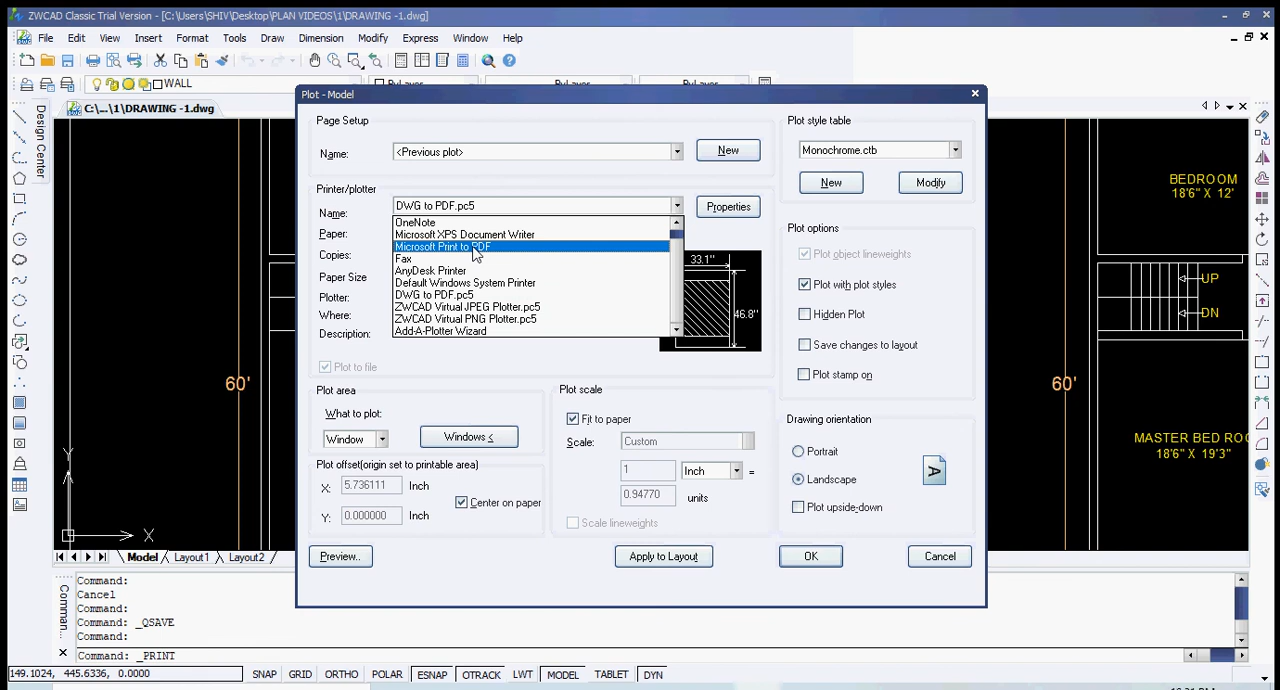 ZWCAD Classic Trial Version - [C:\Users\SHIV\Desktop\PLAN VIDEOS\1\DRAWING -1.dwg]
File Edit View Insert Format Tools Draw Dimension Modify Express Window Help
WALL
ByLayer
C:\...\1\DRAWING -1.dwg
Design Center
Plot - Model
Page Setup
Name: <Previous plot> New
Printer/plotter
Name: DWG to PDF.pc5 Properties
Paper:
Copies:
Paper Size
Plotter:
Where:
Description:
OneNote
Microsoft XPS Document Writer
Microsoft Print to PDF
Fax
AnyDesk Printer
Default Windows System Printer
DWG to PDF.pc5
ZWCAD Virtual JPEG Plotter.pc5
ZWCAD Virtual PNG Plotter.pc5
Add-A-Plotter Wizard
33.1"
46.8"
Plot to file
Plot area
What to plot:
Window Windows <
Plot offset(origin set to printable area)
X: 5.736111 Inch
Center on paper
Y: 0.000000 Inch
Preview..
Plot scale
Fit to paper
Scale: Custom
1 Inch =
0.94770 units
Scale lineweights
Apply to Layout
OK
Cancel
Plot style table
Monochrome.ctb
New Modify
Plot options
Plot object lineweights
Plot with plot styles
Hidden Plot
Save changes to layout
Plot stamp on
Drawing orientation
Portrait
Landscape
Plot upside-down
A
60'
Y
X
60'
BEDROOM
18'6" X 12'
UP
DN
MASTER BED ROO
18'6" X 19'3"
Model Layout1 Layout2
Comman..
Command:
Cancel
Command:
Command: _QSAVE
Command:
Command: _PRINT
149.1024, 445.6336, 0.0000 SNAP GRID ORTHO POLAR ESNAP OTRACK LWT MODEL TABLET DYN